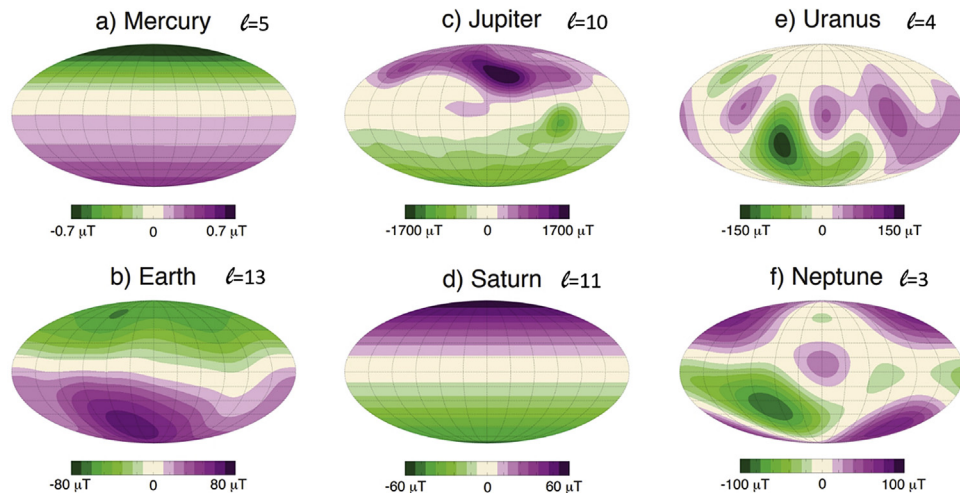 a) Mercury ℓ=5
c) Jupiter ℓ=10
e) Uranus ℓ=4
-0.7 μT 0 0.7 μT
-1700 μT 0 1700 μT
-150 μT 0 150 μT
b) Earth ℓ=13
d) Saturn ℓ=11
f) Neptune ℓ=3
-80 μT 0 80 μT
-60 μT 0 60 μT
-100 μT 0 100 μT